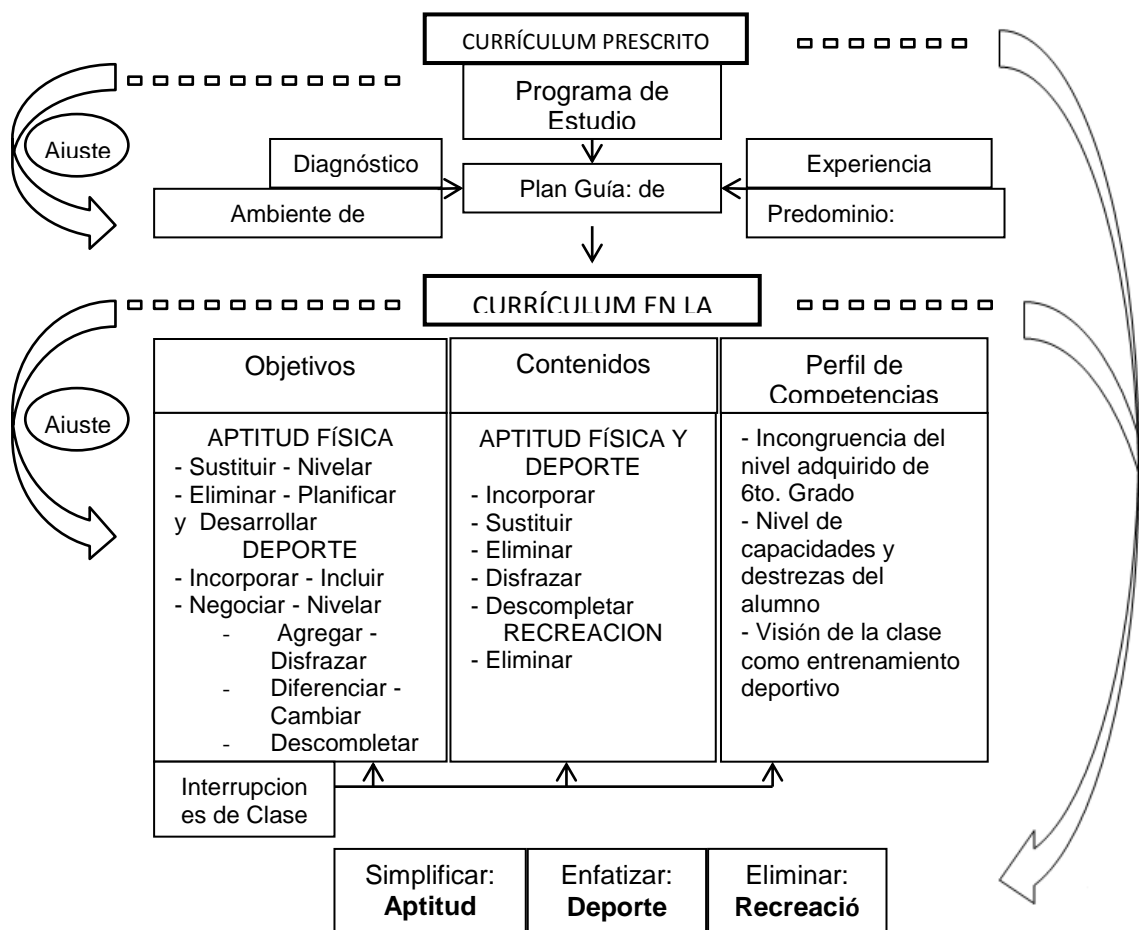 CURRÍCULUM PRESCRITO
Programa de
Estudio
Ajuste
Diagnóstico
Ambiente de
Plan Guía: de
Experiencia
Predominio:
CURRÍCULUM EN LA
Ajuste
Objetivos
APTITUD FÍSICA
- Sustituir - Nivelar
- Eliminar - Planificar
y Desarrollar
DEPORTE
- Incorporar - Incluir
- Negociar - Nivelar
- Agregar -
Disfrazar
- Diferenciar -
Cambiar
- Descompletar
Contenidos
APTITUD FÍSICA Y
DEPORTE
- Incorporar
- Sustituir
- Eliminar
- Disfrazar
- Descompletar
RECREACION
- Eliminar
Perfil de
Competencias
- Incongruencia del
nivel adquirido de
6to. Grado
- Nivel de
capacidades y
destrezas del
alumno
- Visión de la clase
como entrenamiento
deportivo
Interrupcion
es de Clase
Simplificar:
Aptitud
Enfatizar:
Deporte
Eliminar:
Recreació